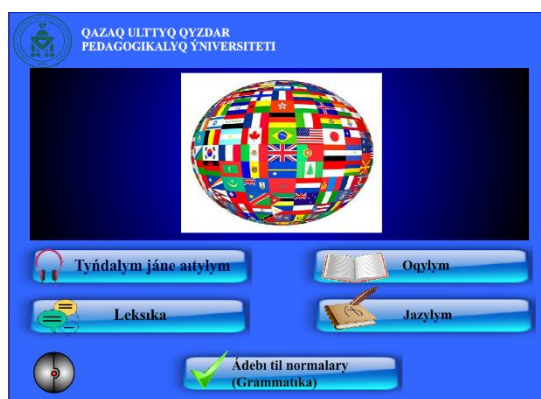 QAZAQ ULTTYQ QYZDAR
PEDAGOGIKALYQ ÝNIVERSITETI
Tyńdalym jáne aıtylym
Oqylym
Leksıka
Jazylym
Ádebı til normalary
(Grammatıka)